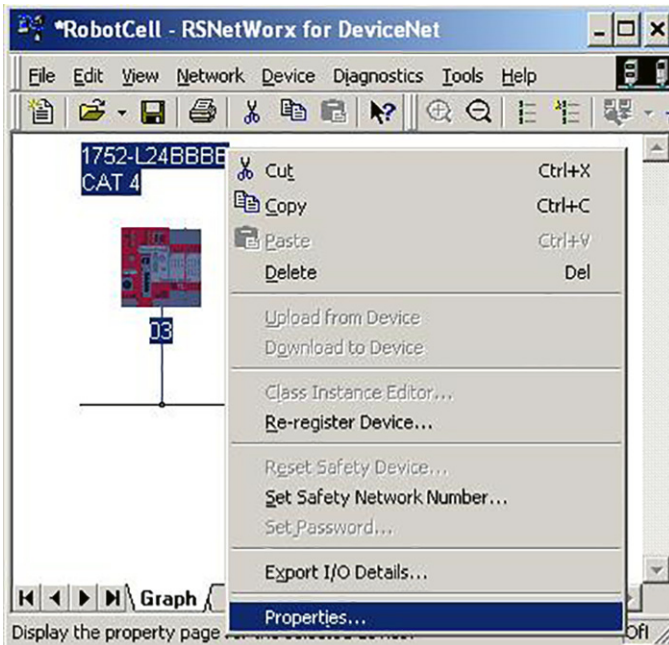 *RobotCell - RSNetWorx for DeviceNet
File Edit View Network Device Diagnostics Tools Help
1752-L24BBBE
CAT 4
03
Cut Ctrl+X
Copy Ctrl+C
Paste Ctrl+V
Delete Del
Upload from Device
Download to Device
Class Instance Editor...
Re-register Device...
Reset Safety Device...
Set Safety Network Number...
Set Password...
Export I/O Details...
Properties...
Graph
Display the property page Ofl